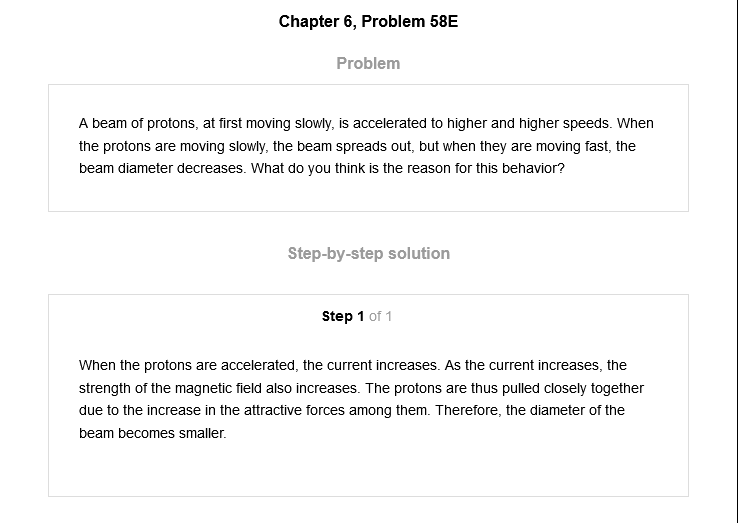 Chapter 6, Problem 58E
Problem
A beam of protons, at first moving slowly, is accelerated to higher and higher speeds. When
the protons are moving slowly, the beam spreads out, but when they are moving fast, the
beam diameter decreases. What do you think is the reason for this behavior?
Step-by-step solution
Step 1 of 1
When the protons are accelerated, the current increases. As the current increases, the
strength of the magnetic field also increases. The protons are thus pulled closely together
due to the increase in the attractive forces among them. Therefore, the diameter of the
beam becomes smaller.